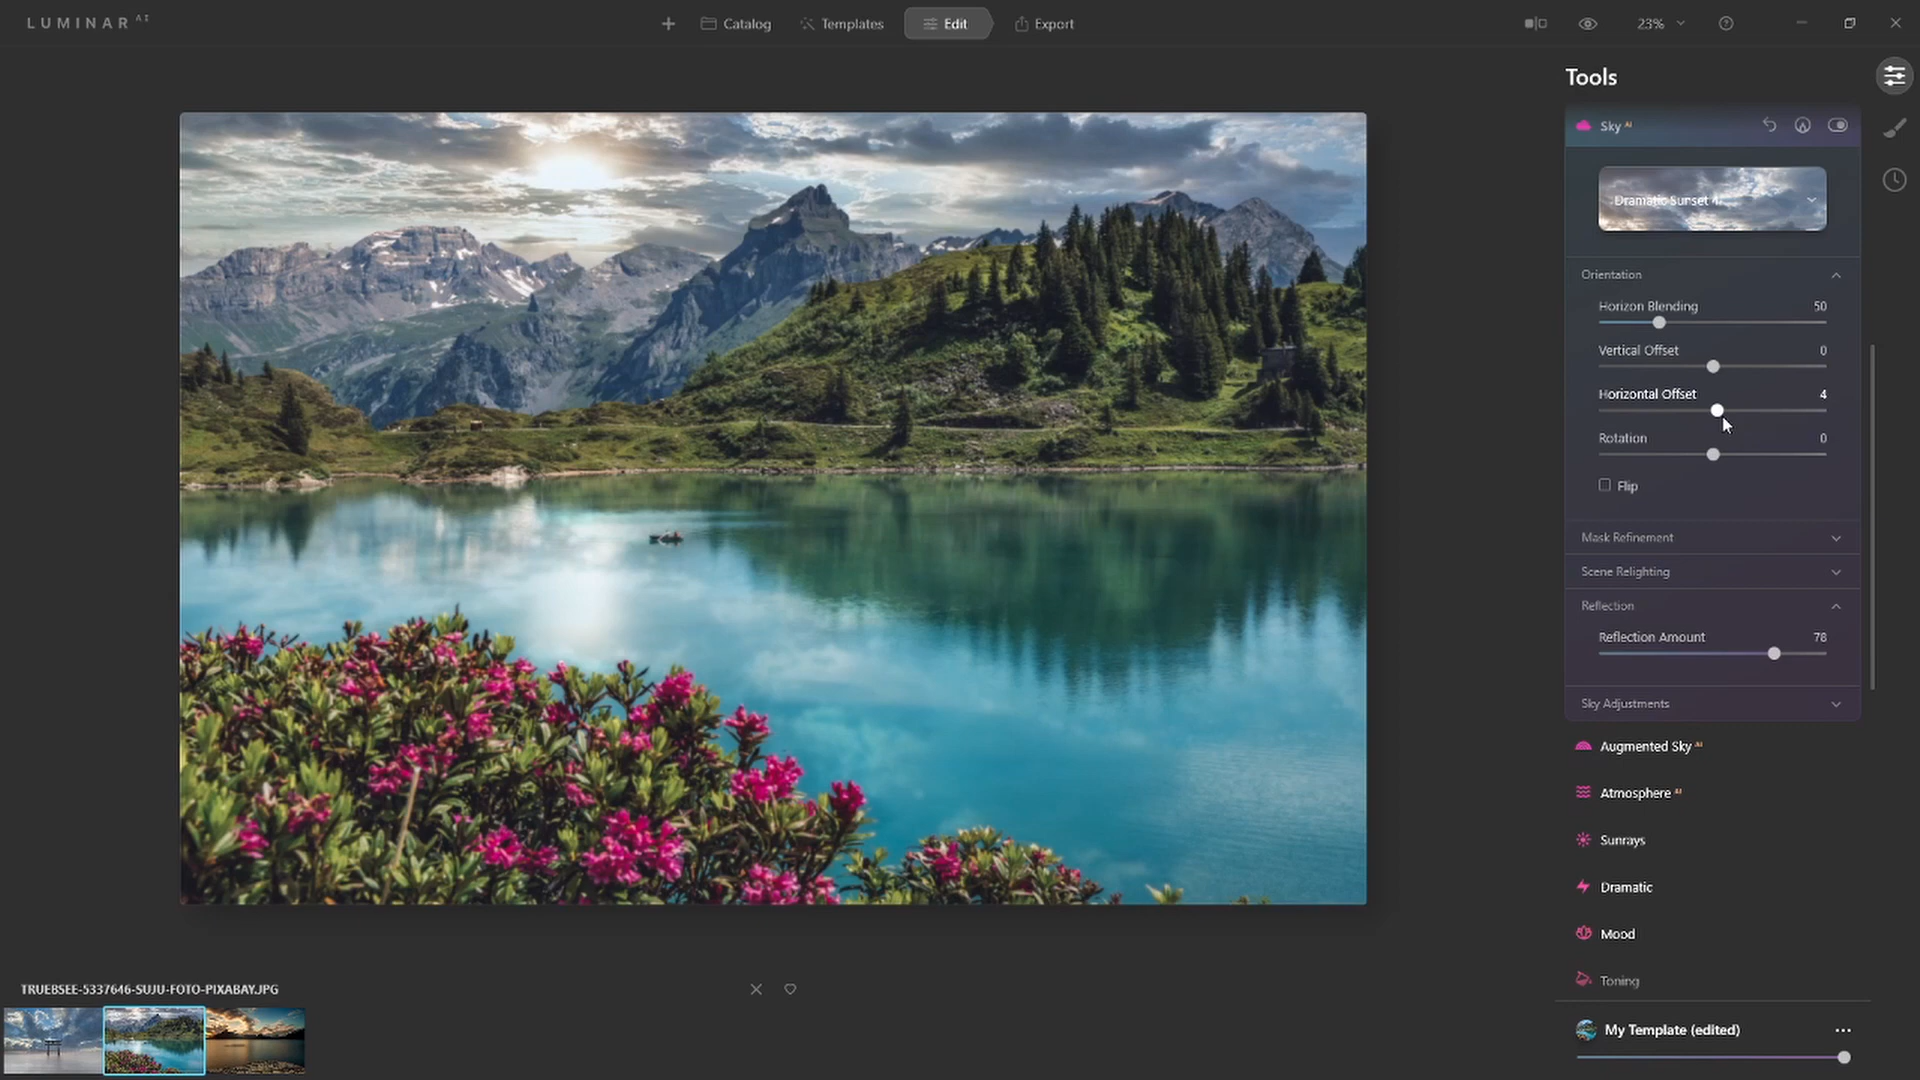 LUMINAR AI
Catalog
Templates
Edit
Export
23%
Tools
Sky AI
Dramatic Sunset 4
Orientation
Horizon Blending 50
Vertical Offset 0
Horizontal Offset 4
Rotation 0
Flip
Mask Refinement
Scene Relighting
Reflection
Reflection Amount 78
Sky Adjustments
Augmented Sky AI
Atmosphere AI
Sunrays
Dramatic
Mood
Toning
TRUEBSEE-5337646-SUJU-FOTO-PIXABAY.JPG
My Template (edited)